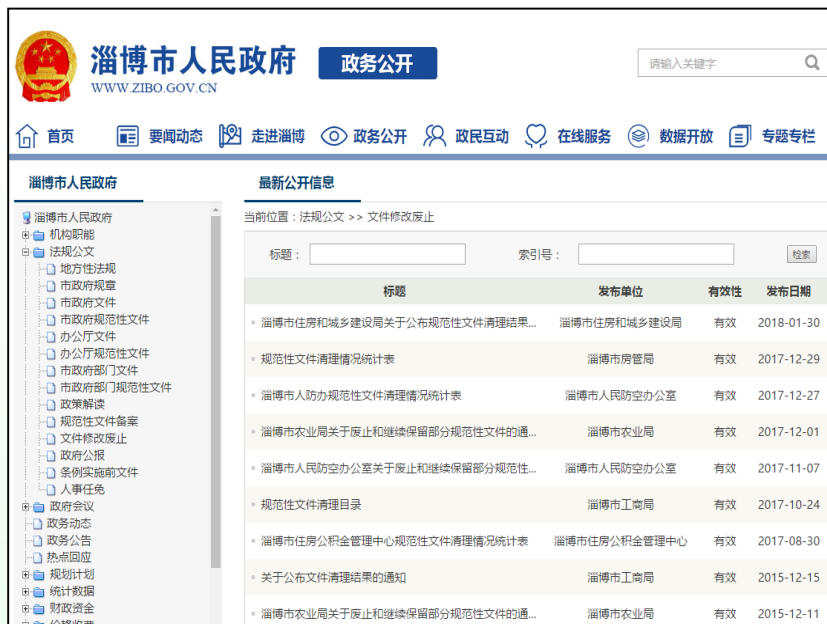 淄博市人民政府
政务公开
WWW.ZIBO.GOV.CN
请输入关键字
首页 要闻动态 走进淄博 政务公开 政民互动 在线服务 数据开放 专题专栏
淄博市人民政府
淄博市人民政府
机构职能
法规公文
地方性法规
市政府规章
市政府文件
市政府规范性文件
办公厅文件
办公厅规范性文件
市政府部门文件
市政府部门规范性文件
政策解读
规范性文件备案
文件修改废止
政府公报
条例实施前文件
人事任免
政府会议
政务动态
政务公告
热点回应
规划计划
统计数据
财政资金
最新公开信息
当前位置：法规公文 >> 文件修改废止
标题： 索引号： 检索
标题 发布单位 有效性 发布日期
淄博市住房和城乡建设局关于公布规范性文件清理结果... 淄博市住房和城乡建设局 有效 2018-01-30
规范性文件清理情况统计表 淄博市房管局 有效 2017-12-29
淄博市人防办规范性文件清理情况统计表 淄博市人民防空办公室 有效 2017-12-27
淄博市农业局关于废止和继续保留部分规范性文件的通... 淄博市农业局 有效 2017-12-01
淄博市人民防空办公室关于废止和继续保留部分规范性... 淄博市人民防空办公室 有效 2017-11-07
规范性文件清理目录 淄博市工商局 有效 2017-10-24
淄博市住房公积金管理中心规范性文件清理情况统计表 淄博市住房公积金管理中心 有效 2017-08-30
关于公布文件清理结果的通知 淄博市工商局 有效 2015-12-15
淄博市农业局关于废止和继续保留部分规范性文件的通... 淄博市农业局 有效 2015-12-11